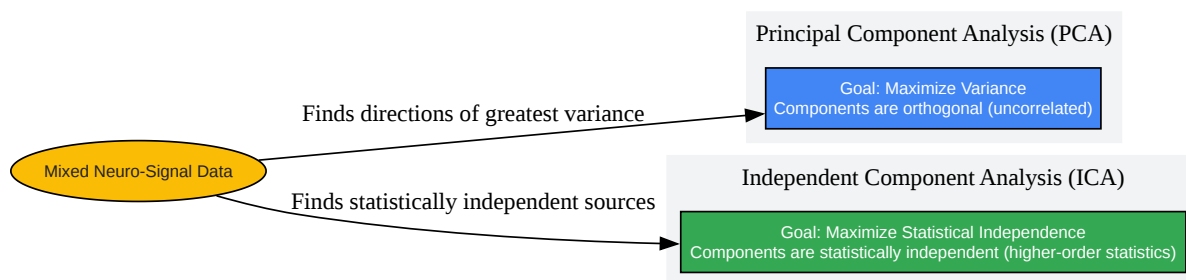 Principal Component Analysis (PCA)
Goal: Maximize Variance
Components are orthogonal (uncorrelated)
Finds directions of greatest variance
Mixed Neuro-Signal Data
Independent Component Analysis (ICA)
Finds statistically independent sources
Goal: Maximize Statistical Independence
Components are statistically independent (higher-order statistics)